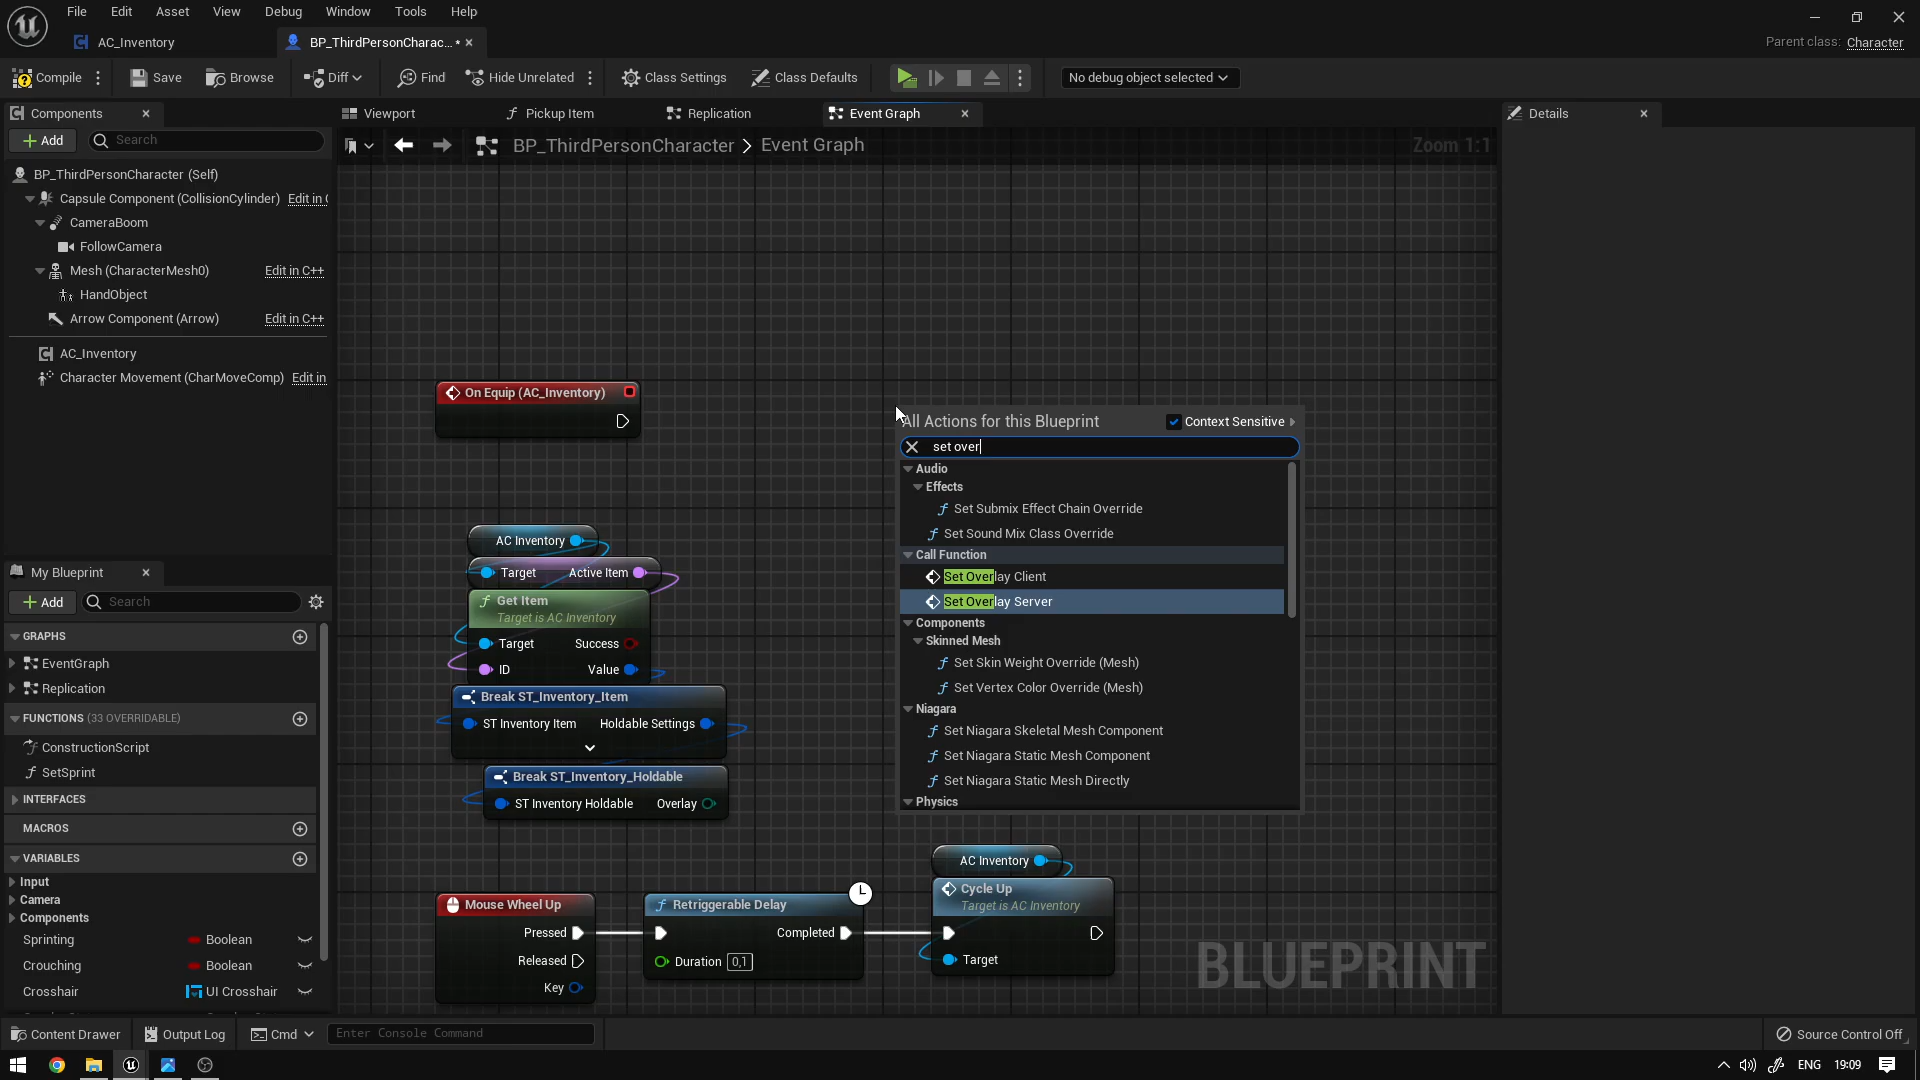 File Edit Asset View Debug Window Tools Help
AC_Inventory
BP_ThirdPersonCharac... *
Parent class: Character
Compile
Save
Browse
Diff
Find
Hide Unrelated
Class Settings
Class Defaults
No debug object selected
Components
Viewport
Pickup Item
Replication
Event Graph
Details
Add
Search
BP_ThirdPersonCharacter > Event Graph
Zoom 1:1
BP_ThirdPersonCharacter (Self)
Capsule Component (CollisionCylinder) Edit in C
CameraBoom
FollowCamera
Mesh (CharacterMesh0) Edit in C++
HandObject
Arrow Component (Arrow) Edit in C++
AC_Inventory
Character Movement (CharMoveComp) Edit in
My Blueprint
Add
Search
GRAPHS
EventGraph
Replication
FUNCTIONS (33 OVERRIDABLE)
ConstructionScript
SetSprint
INTERFACES
MACROS
VARIABLES
Input
Camera
Components
Sprinting Boolean
Crouching Boolean
Crosshair UI Crosshair
On Equip (AC_Inventory)
AC Inventory
Target Active Item
Get Item
Target is AC Inventory
Target Success
ID Value
Break ST_Inventory_Item
ST Inventory Item Holdable Settings
Break ST_Inventory_Holdable
ST Inventory Holdable Overlay
All Actions for this Blueprint
Context Sensitive
set over
Audio
Effects
Set Submix Effect Chain Override
Set Sound Mix Class Override
Call Function
Set Overlay Client
Set Overlay Server
Components
Skinned Mesh
Set Skin Weight Override (Mesh)
Set Vertex Color Override (Mesh)
Niagara
Set Niagara Skeletal Mesh Component
Set Niagara Static Mesh Component
Set Niagara Static Mesh Directly
Physics
Mouse Wheel Up
Pressed
Released
Key
Retriggerable Delay
Completed
Duration 0,1
AC Inventory
Cycle Up
Target is AC Inventory
Target
BLUEPRINT
Content Drawer
Output Log
Cmd
Enter Console Command
Source Control Off
ENG
19:09